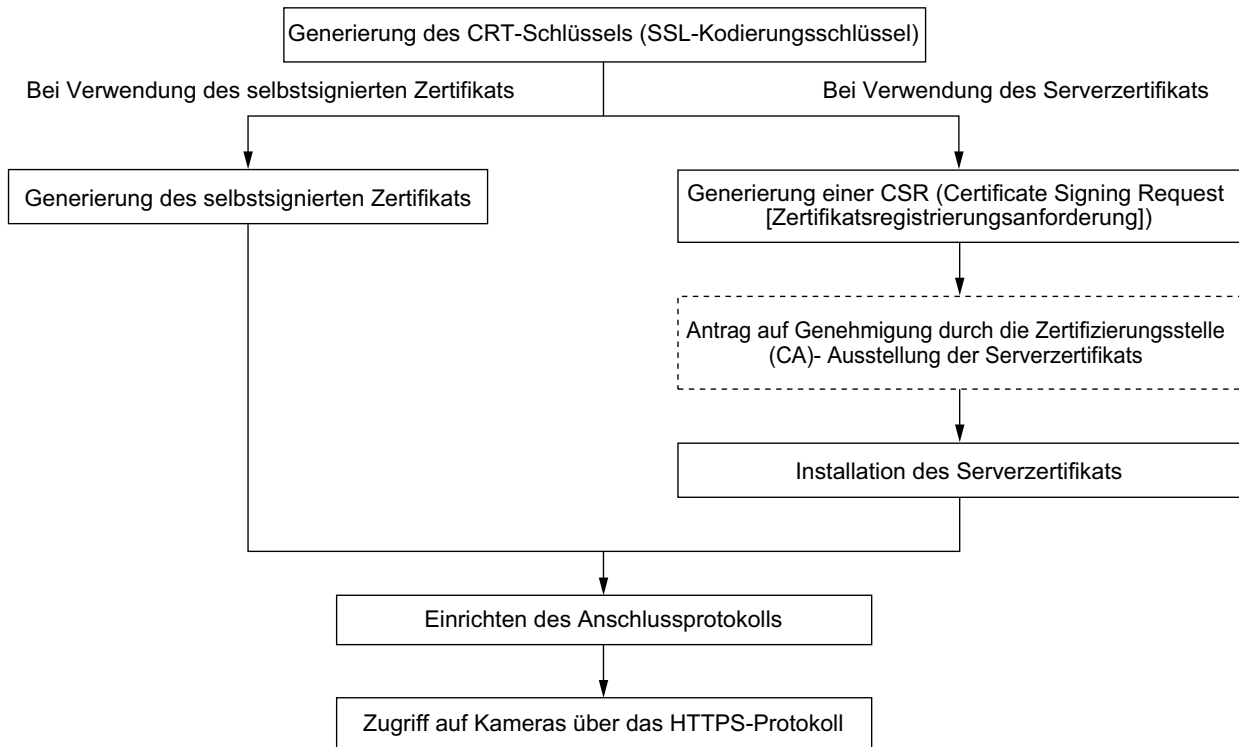 Generierung des CRT-Schlüssels (SSL-Kodierungsschlüssel)
Bei Verwendung des selbstsignierten Zertifikats
Bei Verwendung des Serverzertifikats
Generierung des selbstsignierten Zertifikats
Generierung einer CSR (Certificate Signing Request
[Zertifikatsregistrierungsanforderung])
Antrag auf Genehmigung durch die Zertifizierungsstelle
(CA)- Ausstellung der Serverzertifikats
Installation des Serverzertifikats
Einrichten des Anschlussprotokolls
Zugriff auf Kameras über das HTTPS-Protokoll